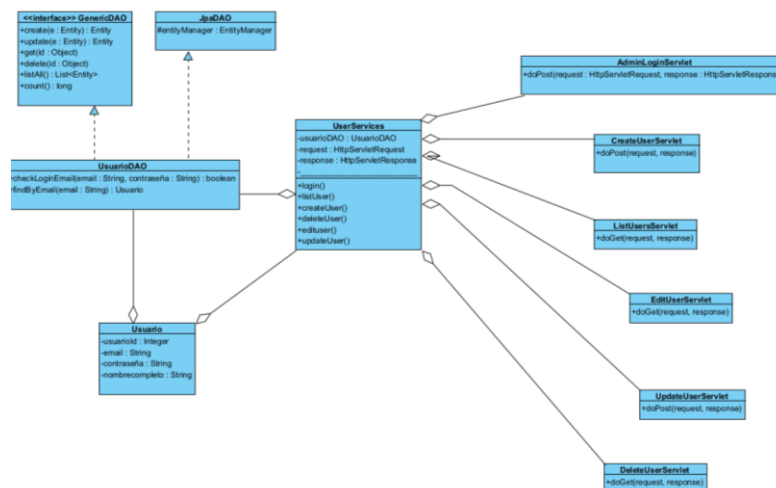 <<interface>> GenericDAO
+create(e : Entity) : Entity
+update(e : Entity) : Entity
+get(id : Object)
+delete(id : Object)
+listAll() : List<Entity>
+count() : long
JpaDAO
#entityManager : EntityManager
UsuarioDAO
checkLoginEmail(email : String, contraseña : String) : boolean
findByEmail(email : String) : Usuario
Usuario
-usuarioId : Integer
-email : String
-contraseña : String
-nombrecompleto : String
UserServices
-usuarioDAO : UsuarioDAO
-request : HttpServletRequest
-response : HttpServletResponse
+login()
+listUser()
+createUser()
+deleteUser()
+edituser()
+updateUser()
AdminLoginServlet
+doPost(request : HttpServletRequest, response : HttpServletRespons
CreateUserServlet
+doPost(request, response)
ListUsersServlet
+doGet(request, response)
EditUserServlet
+doGet(request, response)
UpdateUserServlet
+doPost(request, response)
DeleteUserServlet
+doGet(request, response)